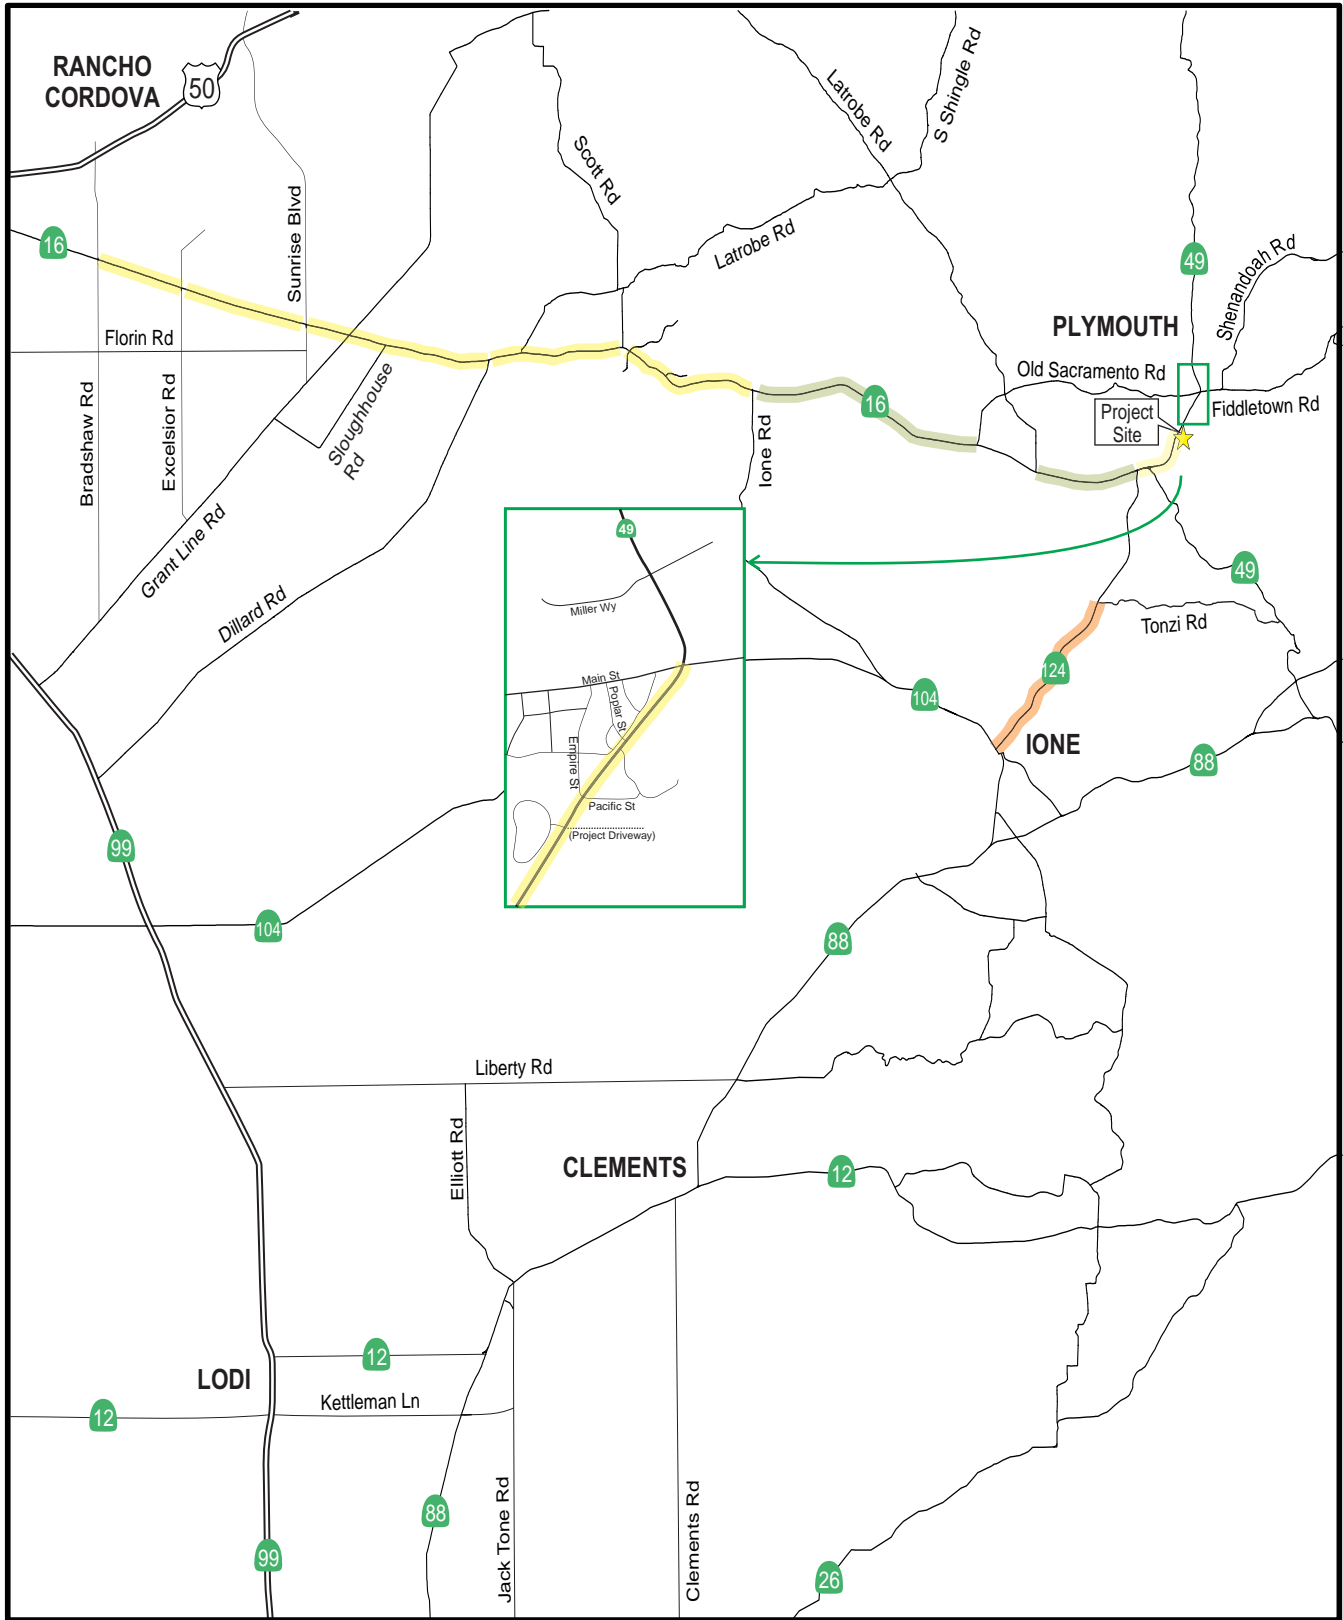 RANCHO
CORDOVA
50
Latrobe Rd
S Shingle Rd
Scott Rd
Sunrise Blvd
16
Latrobe Rd
49
Shenandoah Rd
PLYMOUTH
Florin Rd
Old Sacramento Rd
Fiddletown Rd
Project
Site
Bradshaw Rd
Excelsior Rd
Sloughhouse
Rd
16
Ione Rd
Grant Line Rd
Dillard Rd
49
49
Miller Wy
Tonzi Rd
124
Main St
Poplar St
Empire St
Pacific St
(Project Driveway)
104
IONE
88
99
104
88
Liberty Rd
Elliott Rd
CLEMENTS
12
LODI
12
Kettleman Ln
12
88
Jack Tone Rd
Clements Rd
99
26